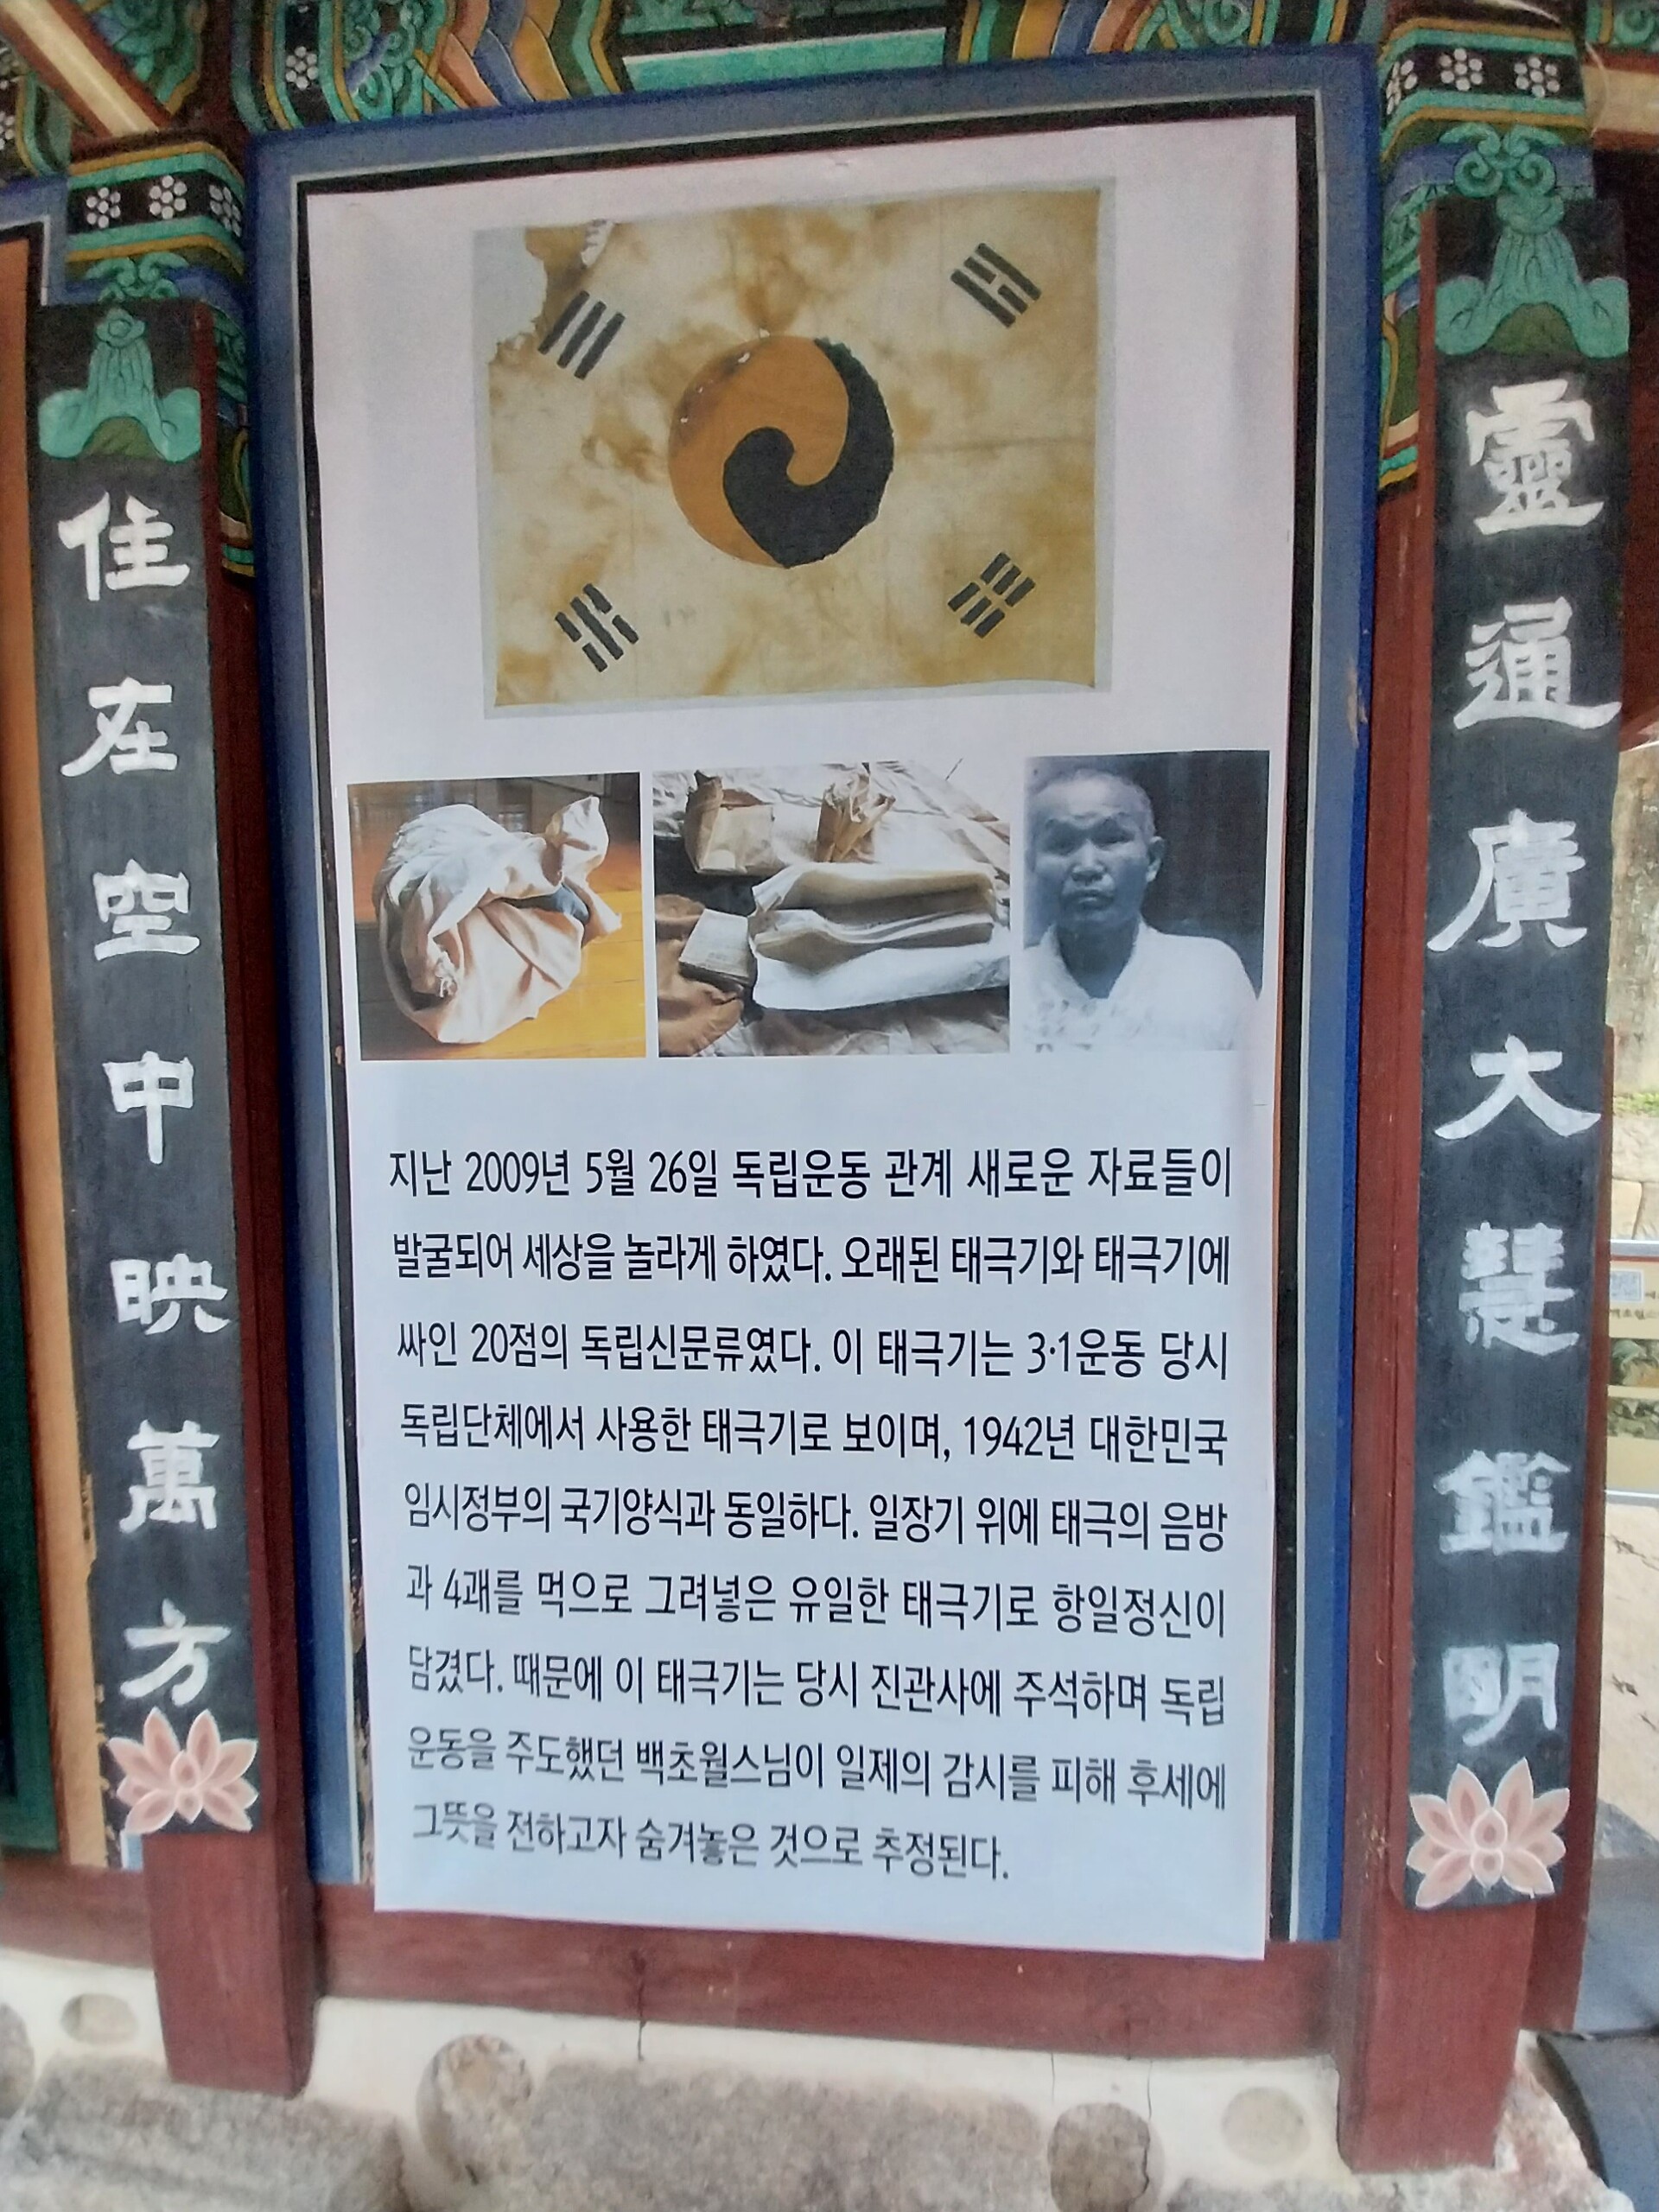 靈通廣大慧鑑明
住在空中映萬方
지난 2009년 5월 26일 독립운동 관계 새로운 자료들이
발굴되어 세상을 놀라게 하였다. 오래된 태극기와 태극기에
싸인 20점의 독립신문류였다. 이 태극기는 3·1운동 당시
독립단체에서 사용한 태극기로 보이며, 1942년 대한민국
임시정부의 국기양식과 동일하다. 일장기 위에 태극의 음방
과 4괘를 먹으로 그려넣은 유일한 태극기로 항일정신이
담겼다. 때문에 이 태극기는 당시 진관사에 주석하며 독립
운동을 주도했던 백초월스님이 일제의 감시를 피해 후세에
그뜻을 전하고자 숨겨놓은 것으로 추정된다.